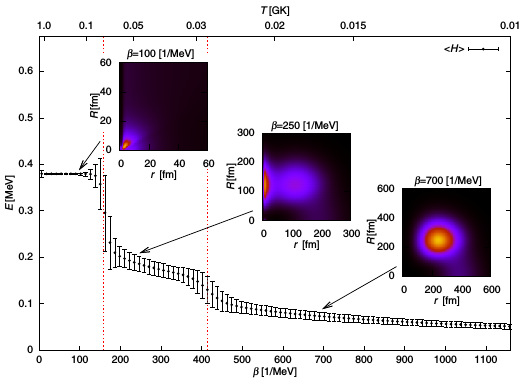 T [GK]
1.0 0.1 0.05 0.03 0.02 0.015 0.01
<H>
β=100 [1/MeV]
60
40
20
0
R[fm]
0 20 40 60
r [fm]
β=250 [1/MeV]
300
200
100
0
R[fm]
0 100 200 300
r [fm]
β=700 [1/MeV]
600
400
200
0
R[fm]
0 200 400 600
r [fm]
0.6
0.5
0.4
0.3
0.2
0.1
0
E [MeV]
0 100 200 300 400 500 600 700 800 900 1000 1100
β [1/MeV]